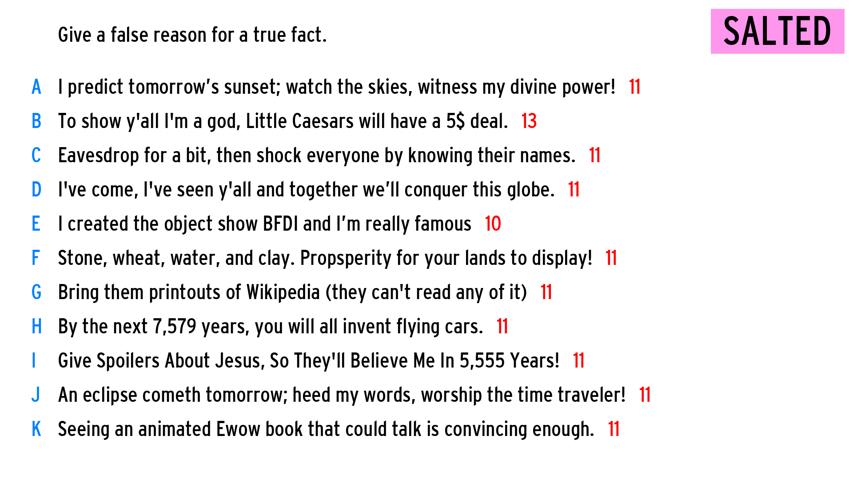 Give a false reason for a true fact.
SALTED
A I predict tomorrow's sunset; watch the skies, witness my divine power! 11
B To show y'all I'm a god, Little Caesars will have a 5$ deal. 13
C Eavesdrop for a bit, then shock everyone by knowing their names. 11
D I've come, I've seen y'all and together we'll conquer this globe. 11
E I created the object show BFDI and I'm really famous 10
F Stone, wheat, water, and clay. Propsperity for your lands to display! 11
G Bring them printouts of Wikipedia (they can't read any of it) 11
H By the next 7,579 years, you will all invent flying cars. 11
I Give Spoilers About Jesus, So They'll Believe Me In 5,555 Years! 11
J An eclipse cometh tomorrow; heed my words, worship the time traveler! 11
K Seeing an animated Ewow book that could talk is convincing enough. 11